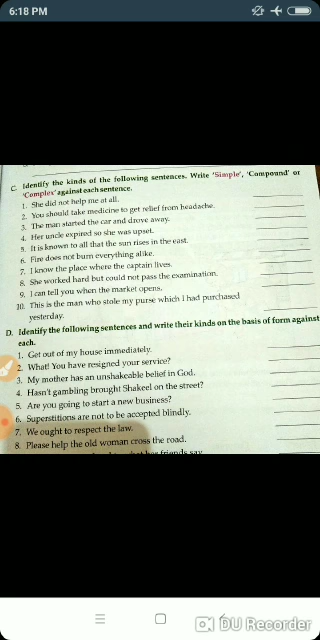 6:18 PM
C. Identify the kinds of the following sentences. Write 'Simple', 'Compound' or
'Complex' against each sentence.
1. She did not help me at all.
2. You should take medicine to get relief from headache.
3. The man started the car and drove away.
4. Her uncle expired so she was upset.
5. It is known to all that the sun rises in the east.
6. Fire does not burn everything alike.
7. I know the place where the captain lives.
8. She worked hard but could not pass the examination.
9. I can tell you when the market opens.
10. This is the man who stole my purse which I had purchased
yesterday.
D. Identify the following sentences and write their kinds on the basis of form against
each.
1. Get out of my house immediately.
2. What! You have resigned your service?
3. My mother has an unshakeable belief in God.
4. Hasn't gambling brought Shakeel on the street?
5. Are you going to start a new business?
6. Superstitions are not to be accepted blindly.
7. We ought to respect the law.
8. Please help the old woman cross the road.
friends say
DU Recorder